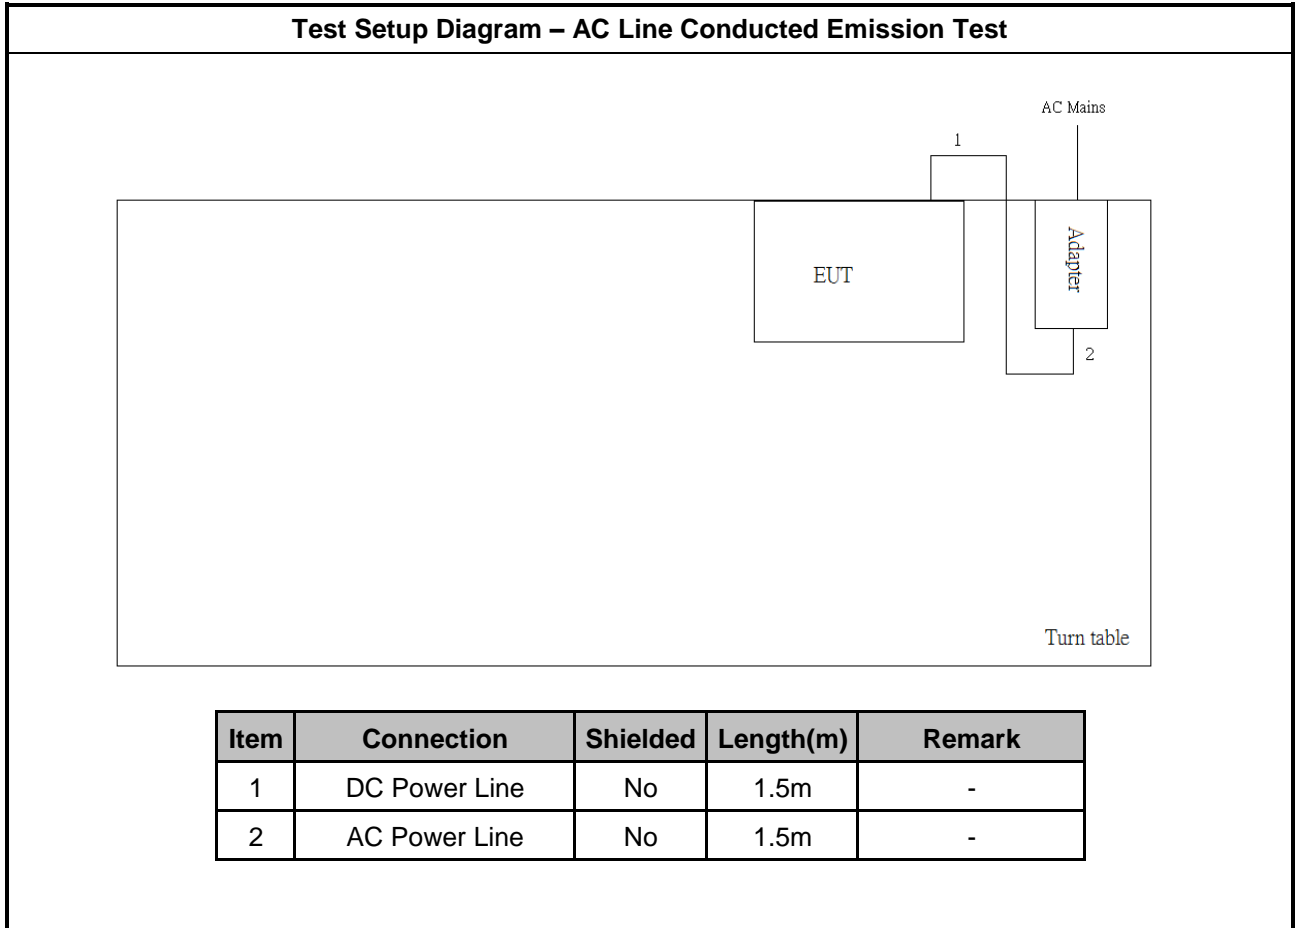 Test Setup Diagram – AC Line Conducted Emission Test
AC Mains
1
Adapter
EUT
2
Turn table
Item Connection Shielded Length(m) Remark
1 DC Power Line No 1.5m -
2 AC Power Line No 1.5m -